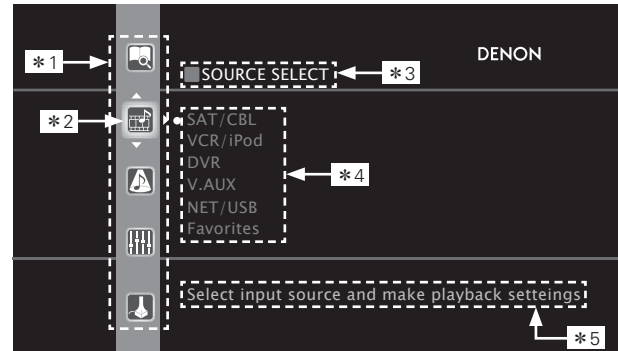 DENON
*1
SOURCE SELECT
*3
*2
SAT/CBL
VCR/iPod
DVR
V.AUX
NET/USB
Favorites
*4
Select input source and make playback setteings
*5